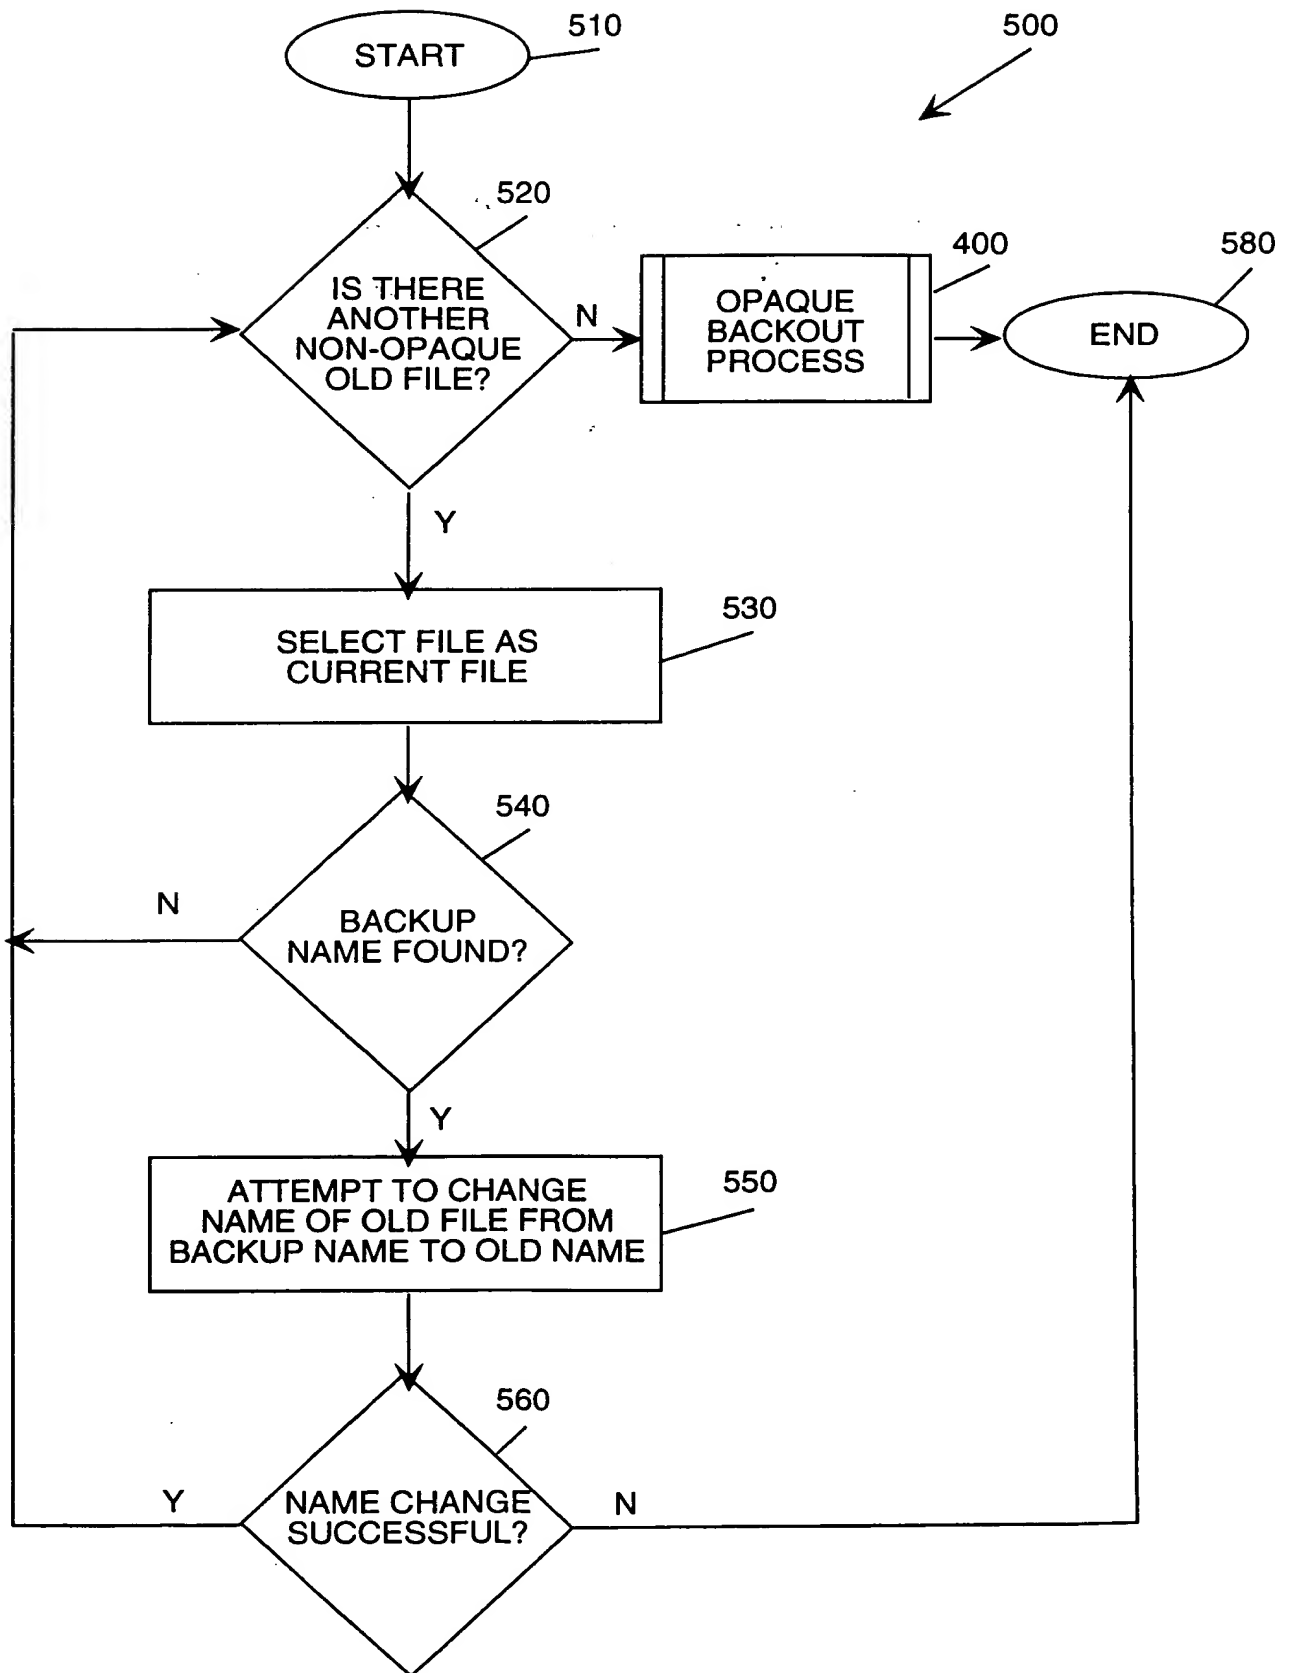 510
START
500
520
IS THERE
ANOTHER
NON-OPAQUE
OLD FILE?
N
400
OPAQUE
BACKOUT
PROCESS
580
END
Y
530
SELECT FILE AS
CURRENT FILE
540
N
BACKUP
NAME FOUND?
Y
550
ATTEMPT TO CHANGE
NAME OF OLD FILE FROM
BACKUP NAME TO OLD NAME
560
Y
NAME CHANGE
SUCCESSFUL?
N